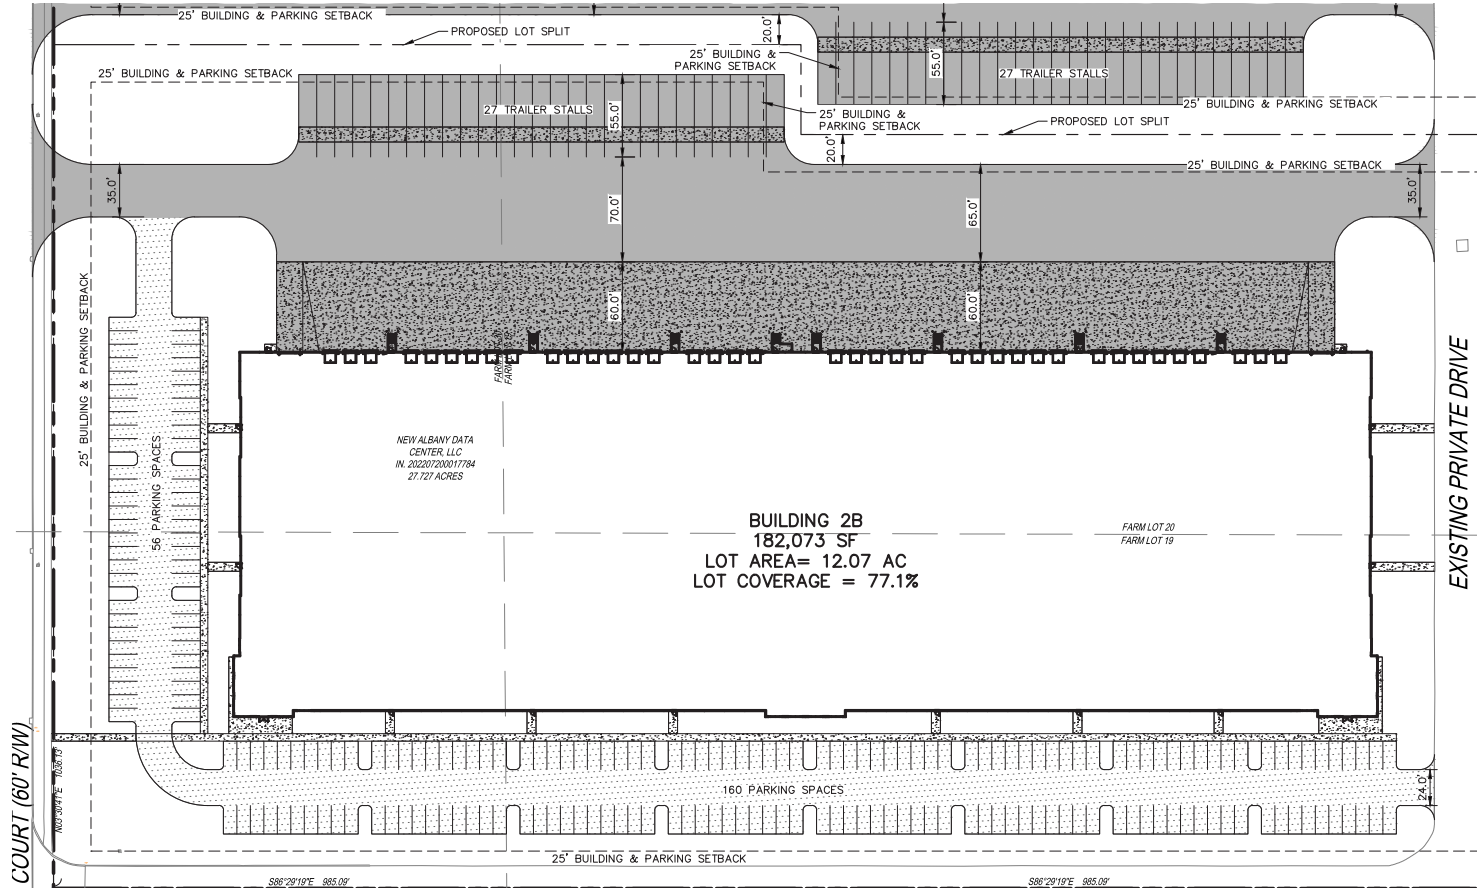 25' BUILDING & PARKING SETBACK
PROPOSED LOT SPLIT
20.0'
25' BUILDING &
PARKING SETBACK
55.0'
27 TRAILER STALLS
25' BUILDING & PARKING SETBACK
25' BUILDING & PARKING SETBACK
27 TRAILER STALLS
55.0'
25' BUILDING &
PARKING SETBACK
PROPOSED LOT SPLIT
20.0'
25' BUILDING & PARKING SETBACK
35.0'
70.0'
65.0'
35.0'
60.0'
60.0'
25' BUILDING & PARKING SETBACK
56 PARKING SPACES
NEW ALBANY DATA
CENTER, LLC
IN. 202207200017784
27.727 ACRES
BUILDING 2B
182,073 SF
LOT AREA= 12.07 AC
LOT COVERAGE = 77.1%
FARM LOT 20
FARM LOT 19
EXISTING PRIVATE DRIVE
COURT (60' R/W)
N03°30'41"E 1036.13'
160 PARKING SPACES
24.0'
25' BUILDING & PARKING SETBACK
S86°29'19"E 985.09'
S86°29'19"E 985.09'